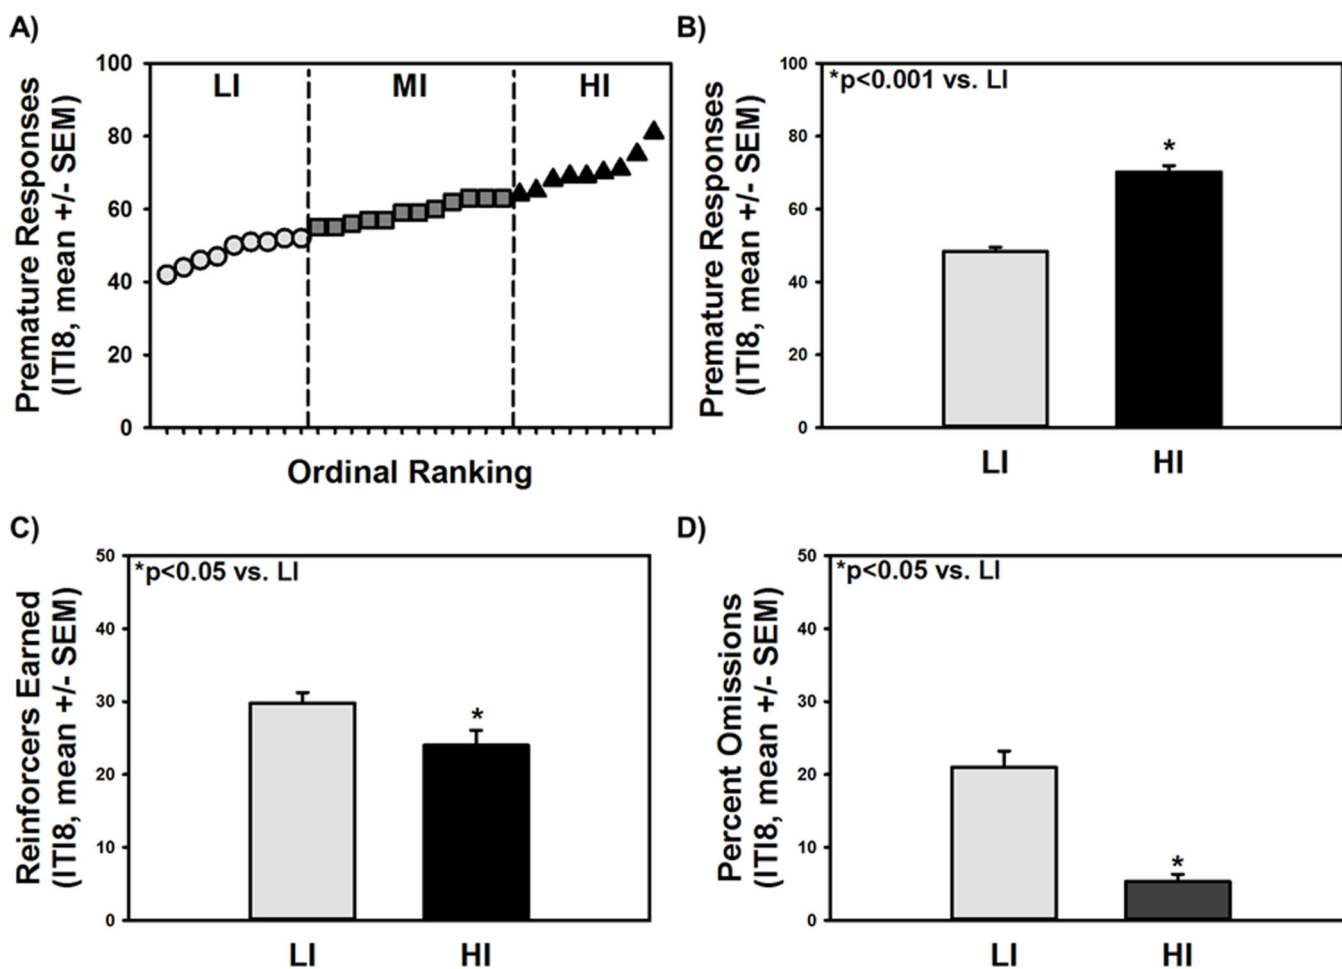 A)
Premature Responses
(ITI8, mean +/- SEM)
100
80
60
40
20
0
LI
MI
HI
Ordinal Ranking
B)
Premature Responses
(ITI8, mean +/- SEM)
100
80
60
40
20
0
*p<0.001 vs. LI
*
LI
HI
C)
Reinforcers Earned
(ITI8, mean +/- SEM)
50
40
30
20
10
0
*p<0.05 vs. LI
*
LI
HI
D)
Percent Omissions
(ITI8, mean +/- SEM)
50
40
30
20
10
0
*p<0.05 vs. LI
*
LI
HI